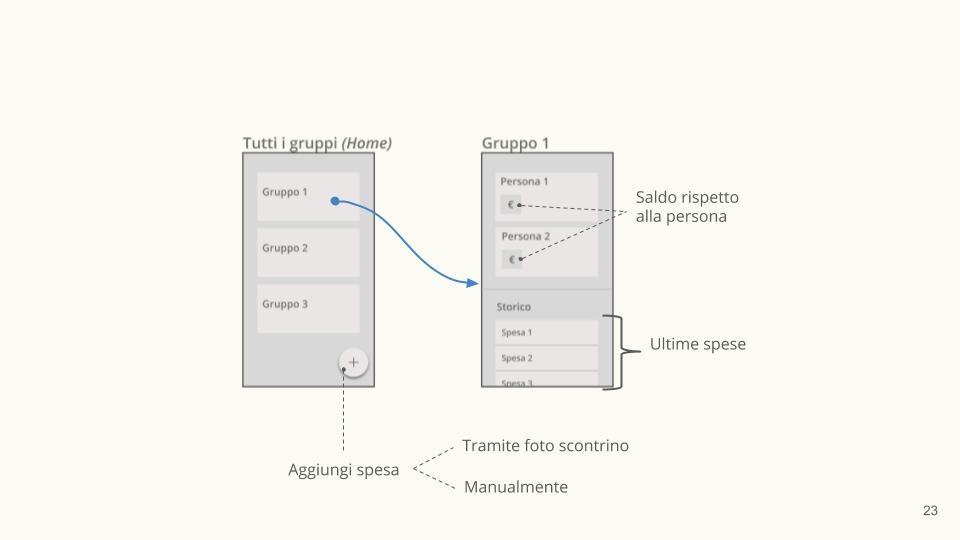 Tutti i gruppi (Home)
Gruppo 1
Gruppo 2
Gruppo 3
+
Aggiungi spesa
Tramite foto scontrino
Manualmente
Gruppo 1
Persona 1
€
Persona 2
€
Saldo rispetto
alla persona
Storico
Spesa 1
Spesa 2
Spesa 3
Ultime spese
23